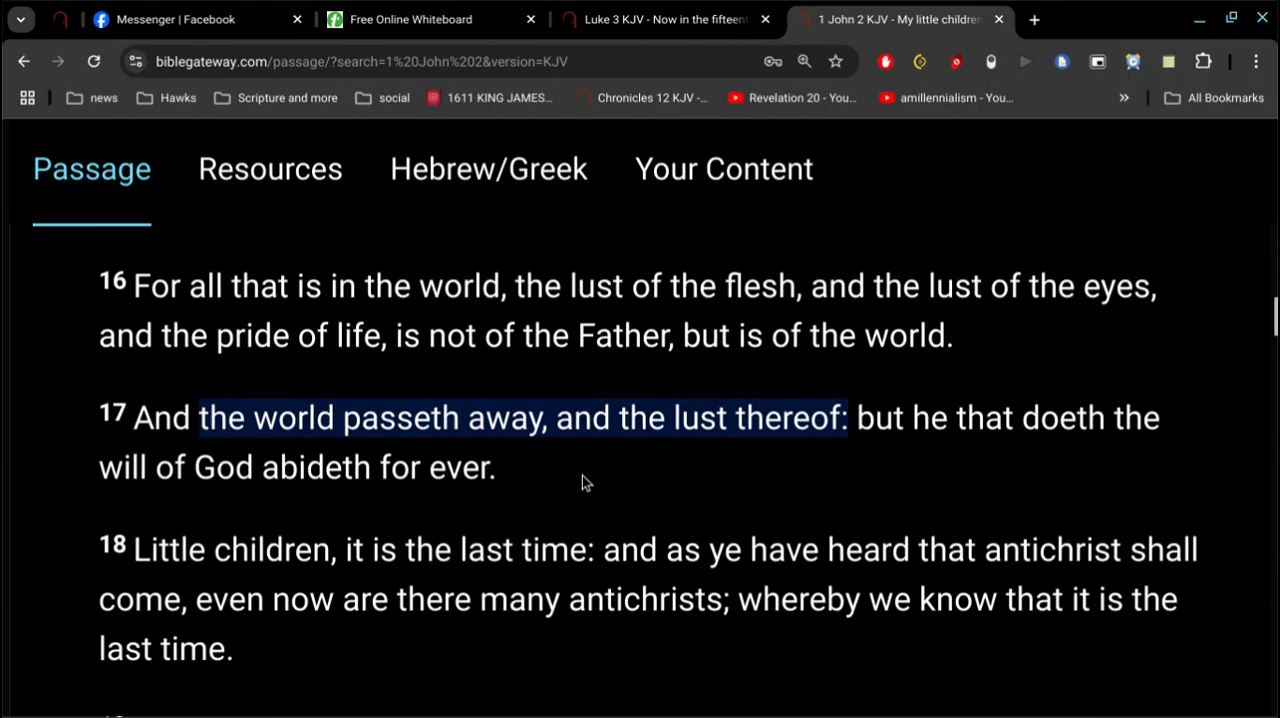 Messenger | Facebook
Free Online Whiteboard
Luke 3 KJV - Now in the fifteent
1 John 2 KJV - My little children
biblegateway.com/passage/?search=1%20John%202&version=KJV
news
Hawks
Scripture and more
social
1611 KING JAMES...
Chronicles 12 KJV -...
Revelation 20 - You...
amillennialism - You...
»
All Bookmarks
Passage
Resources
Hebrew/Greek
Your Content
16 For all that is in the world, the lust of the flesh, and the lust of the eyes,
and the pride of life, is not of the Father, but is of the world.
17 And the world passeth away, and the lust thereof: but he that doeth the
will of God abideth for ever.
18 Little children, it is the last time: and as ye have heard that antichrist shall
come, even now are there many antichrists; whereby we know that it is the
last time.